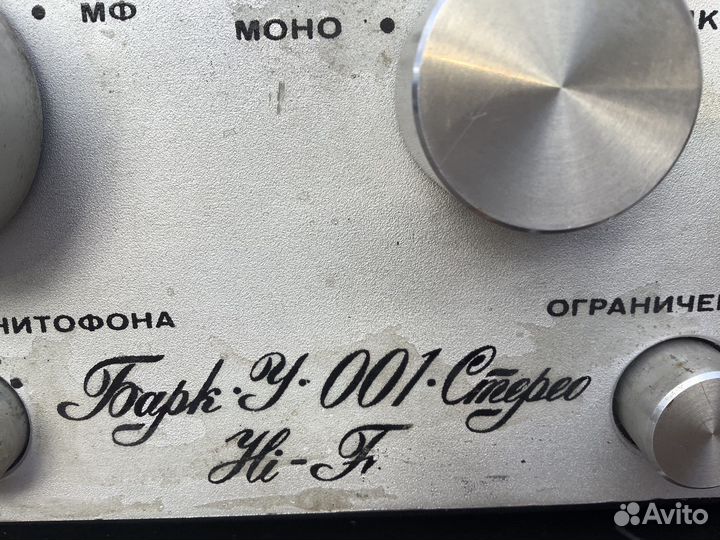 МФ
МОНО
НИТОФОНА
ОГРАНИЧЕ
Барк·У·001·Стерео
Hi-Fi
Avito